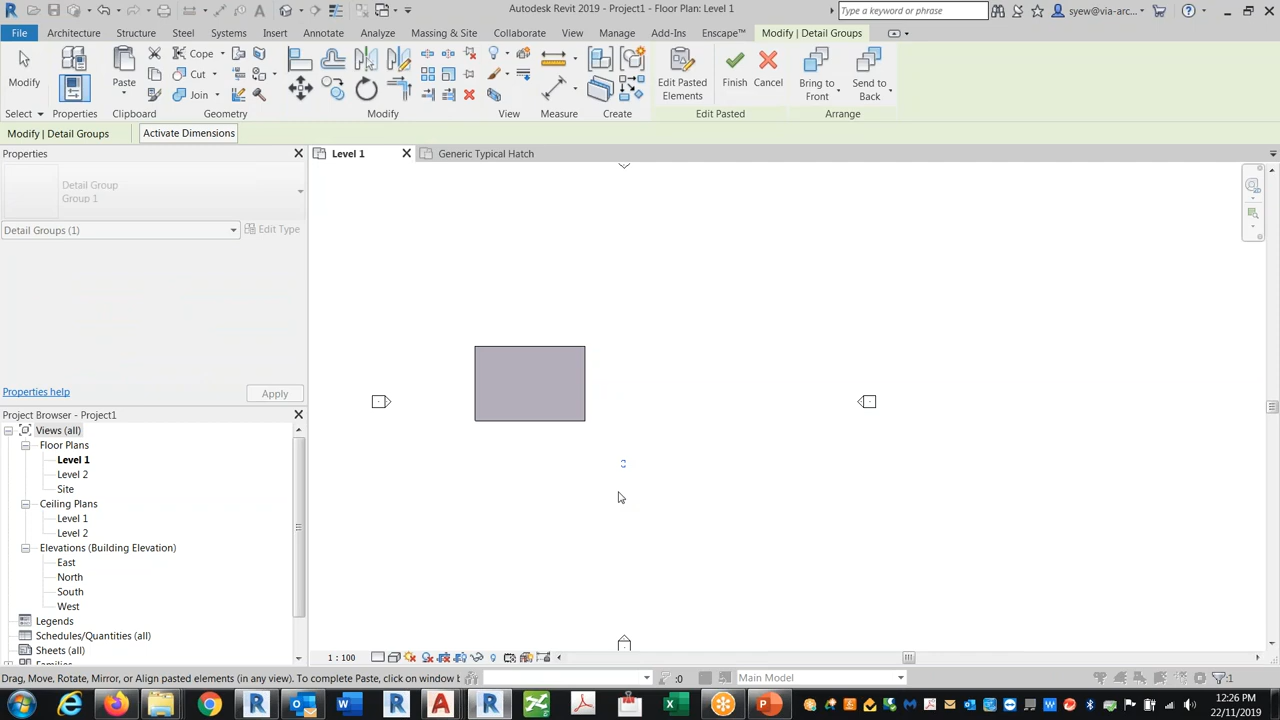 Autodesk Revit 2019 - Project1 - Floor Plan: Level 1
Type a keyword or phrase
syew@via-arc...
File Architecture Structure Steel Systems Insert Annotate Analyze Massing & Site Collaborate View Manage Add-Ins Enscape™ Modify | Detail Groups
Modify Paste Cope Cut Join Edit Pasted Elements Finish Cancel Bring to Front Send to Back
Select Properties Clipboard Geometry Modify View Measure Create Edit Pasted Arrange
Modify | Detail Groups Activate Dimensions
Properties
Level 1 Generic Typical Hatch
Detail Group
Group 1
Detail Groups (1) Edit Type
Properties help Apply
Project Browser - Project1
Views (all)
Floor Plans
Level 1
Level 2
Site
Ceiling Plans
Level 1
Level 2
Elevations (Building Elevation)
East
North
South
West
Legends
Schedules/Quantities (all)
Sheets (all)
Families
1 : 100
Drag, Move, Rotate, Mirror, or Align pasted elements (in any view). To complete Paste, click on window b
:0 Main Model :1
12:26 PM
22/11/2019